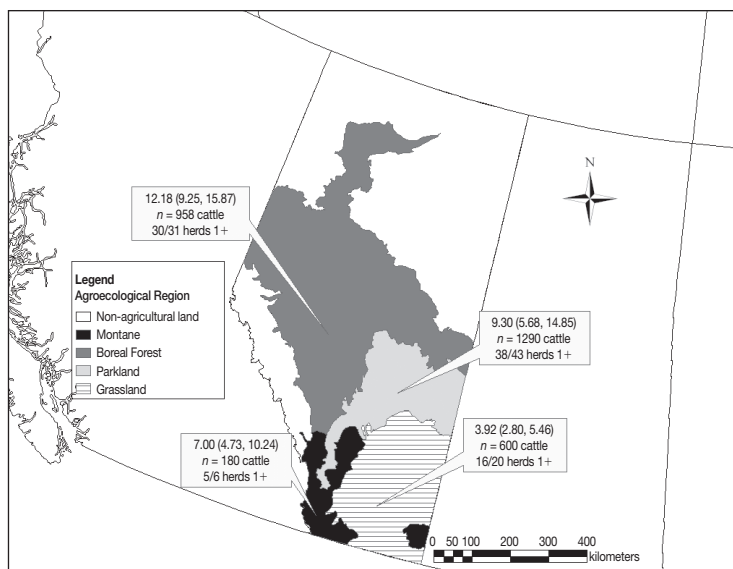 N
12.18 (9.25, 15.87)
n = 958 cattle
30/31 herds 1+
Legend
Agroecological Region
Non-agricultural land
Montane
Boreal Forest
Parkland
Grassland
9.30 (5.68, 14.85)
n = 1290 cattle
38/43 herds 1+
3.92 (2.80, 5.46)
n = 600 cattle
16/20 herds 1+
7.00 (4.73, 10.24)
n = 180 cattle
5/6 herds 1+
0 50 100 200 300 400
kilometers